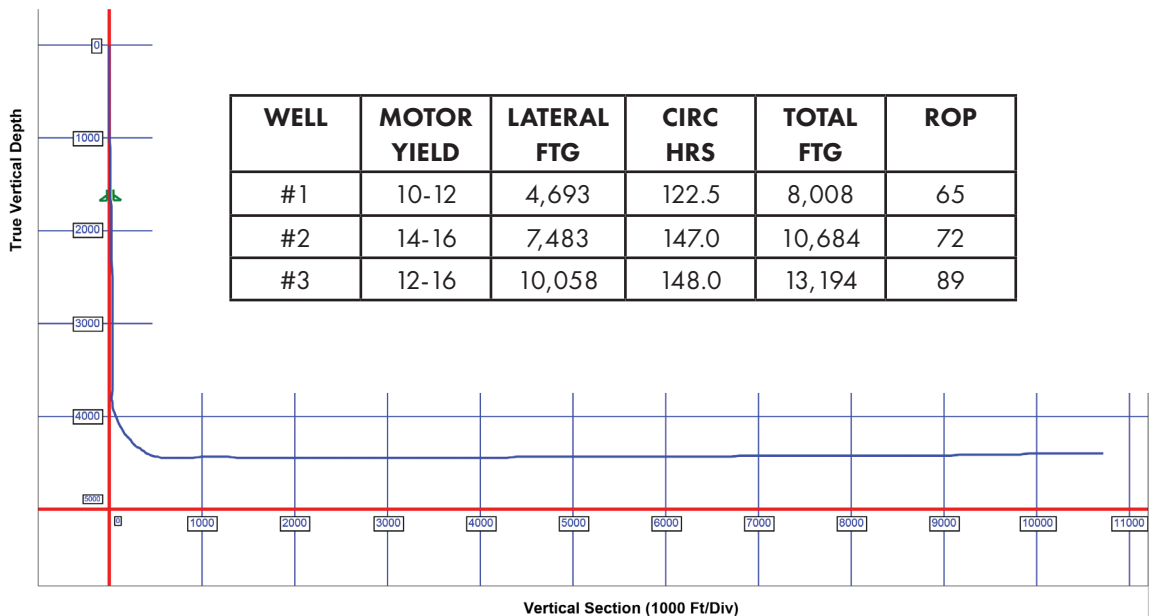 True Vertical Depth
0
1000
2000
3000
4000
5000
WELL MOTOR YIELD LATERAL FTG CIRC HRS TOTAL FTG ROP
#1 10-12 4,693 122.5 8,008 65
#2 14-16 7,483 147.0 10,684 72
#3 12-16 10,058 148.0 13,194 89
0 1000 2000 3000 4000 5000 6000 7000 8000 9000 10000 11000
Vertical Section (1000 Ft/Div)